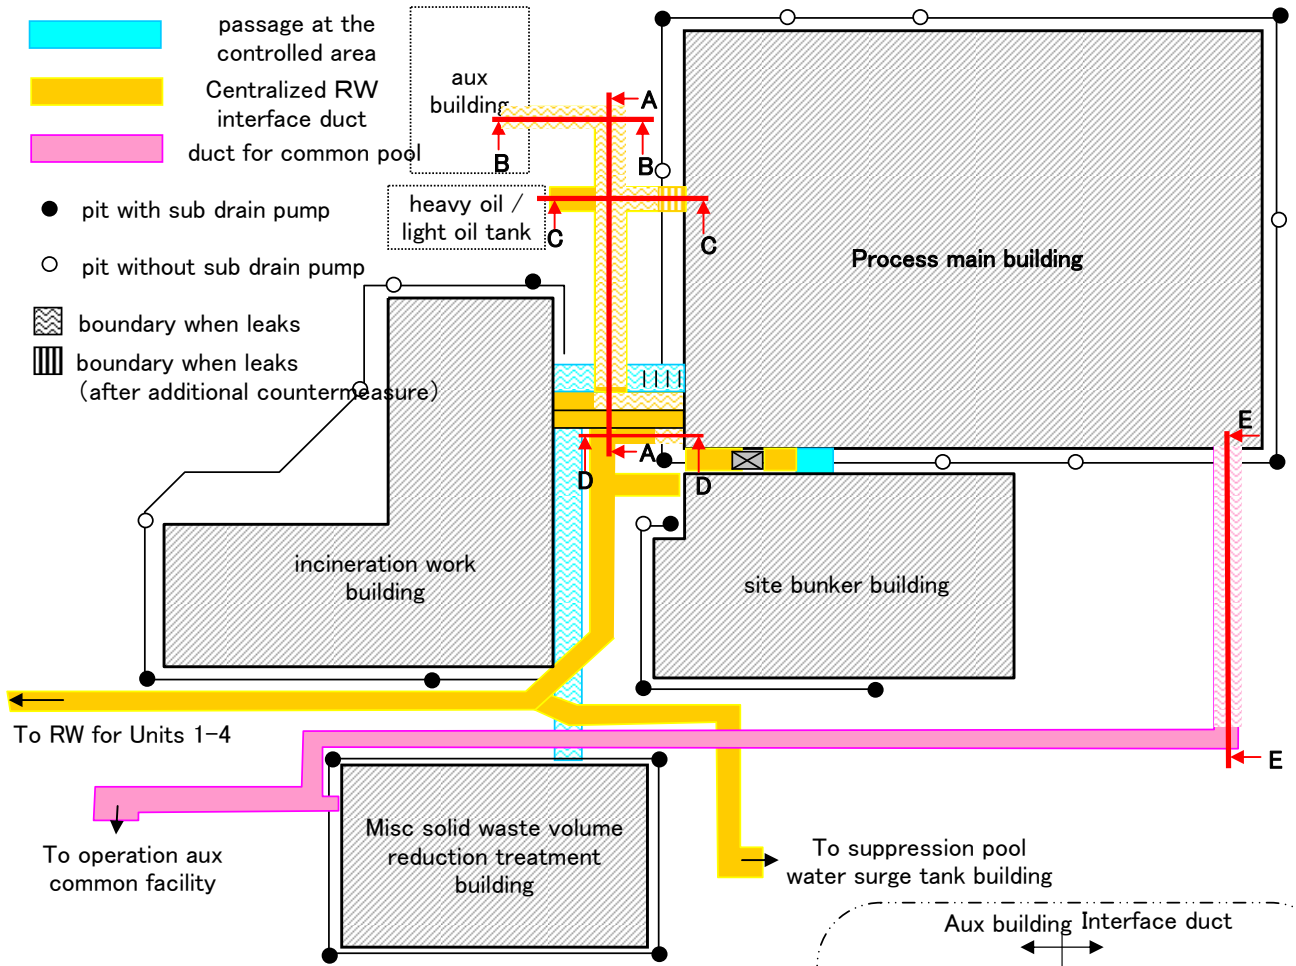 passage at the
controlled area
Centralized RW
interface duct
duct for common pool
pit with sub drain pump
pit without sub drain pump
boundary when leaks
boundary when leaks
(after additional countermeasure)
aux
building
heavy oil /
light oil tank
A
B
B
C
C
Process main building
A
D
D
E
E
incineration work
building
site bunker building
To RW for Units 1-4
To operation aux
common facility
Misc solid waste volume
reduction treatment
building
To suppression pool
water surge tank building
Aux building
Interface duct